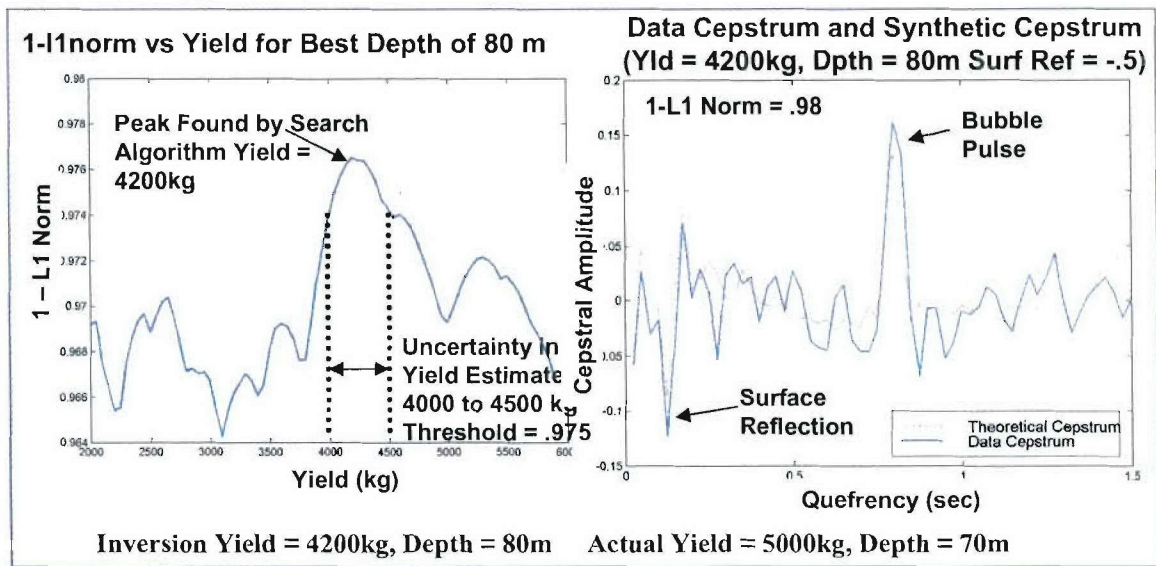 1-l1norm vs Yield for Best Depth of 80 m
0.98
0.978
0.976
0.974
0.972
0.97
0.968
0.966
0.964
1 – L1 Norm
Peak Found by Search
Algorithm Yield =
4200kg
Uncertainty in
Yield Estimate
4000 to 4500 kg
Threshold = .975
2000 2500 3000 3500 4000 4500 5000 5500 600
Yield (kg)
Data Cepstrum and Synthetic Cepstrum
(Yld = 4200kg, Dpth = 80m Surf Ref = -.5)
1-L1 Norm = .98
0.15
0.1
0.05
0
0.05
-0.1
-0.15
Cepstral Amplitude
Bubble
Pulse
Surface
Reflection
Theoretical Cepstrum
Data Cepstrum
0 0.5 1 1.5
Quefrency (sec)
Inversion Yield = 4200kg, Depth = 80m Actual Yield = 5000kg, Depth = 70m